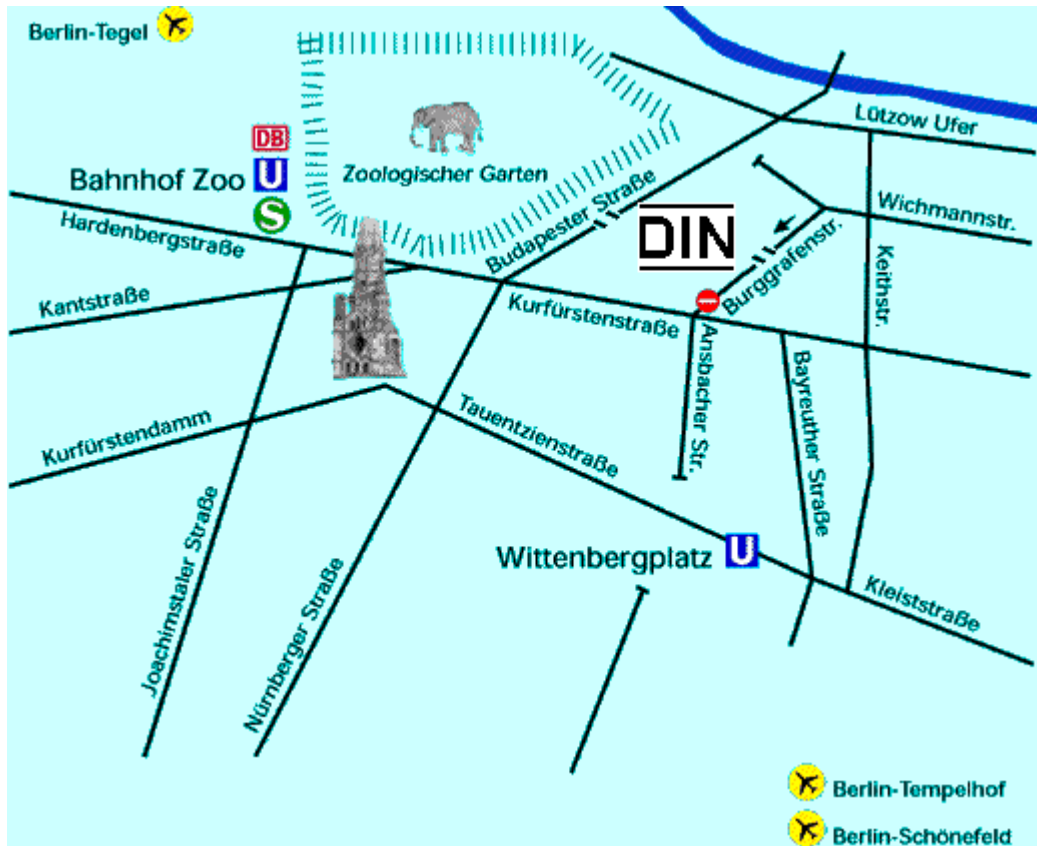 Berlin-Tegel
DB
Bahnhof Zoo U
S
Zoologischer Garten
Lützow Ufer
Hardenbergstraße
Budapester Straße
DIN
Wichmannstr.
Burggrafenstr.
Keithstr.
Kantstraße
Kurfürstenstraße
Ansbacher Str.
Bayreuther Straße
Kurfürstendamm
Tauentzienstraße
Wittenbergplatz U
Kleiststraße
Joachimstaler Straße
Nürnberger Straße
Berlin-Tempelhof
Berlin-Schönefeld